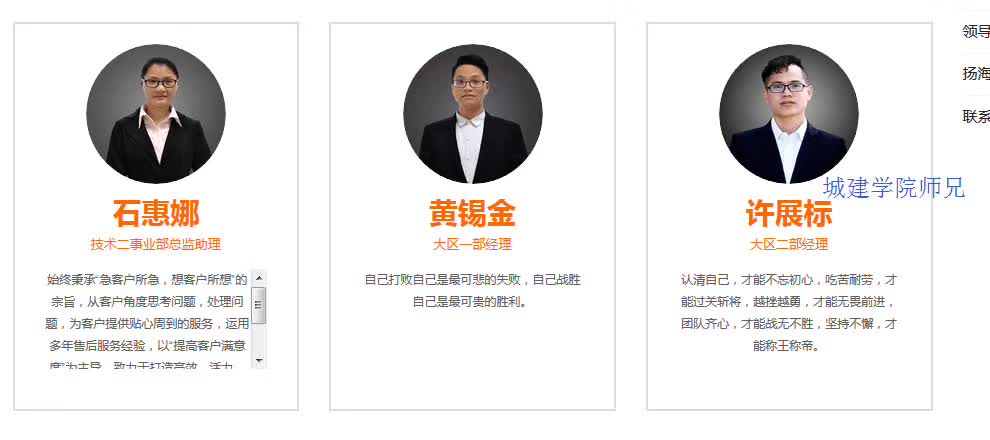 石惠娜
技术二事业部总监助理
始终秉承“急客户所急，想客户所想”的
宗旨，从客户角度思考问题，处理问
题，为客户提供贴心周到的服务，运用
多年售后服务经验，以“提高客户满意
度”为主导，致力于打造高效、活力、
黄锡金
大区一部经理
自己打败自己是最可悲的失败，自己战胜
自己是最可贵的胜利。
许展标
大区二部经理
认清自己，才能不忘初心，吃苦耐劳，才
能过关斩将，越挫越勇，才能无畏前进，
团队齐心，才能战无不胜，坚持不懈，才
能称王称帝。
城建学院师兄
领导
扬海
联系